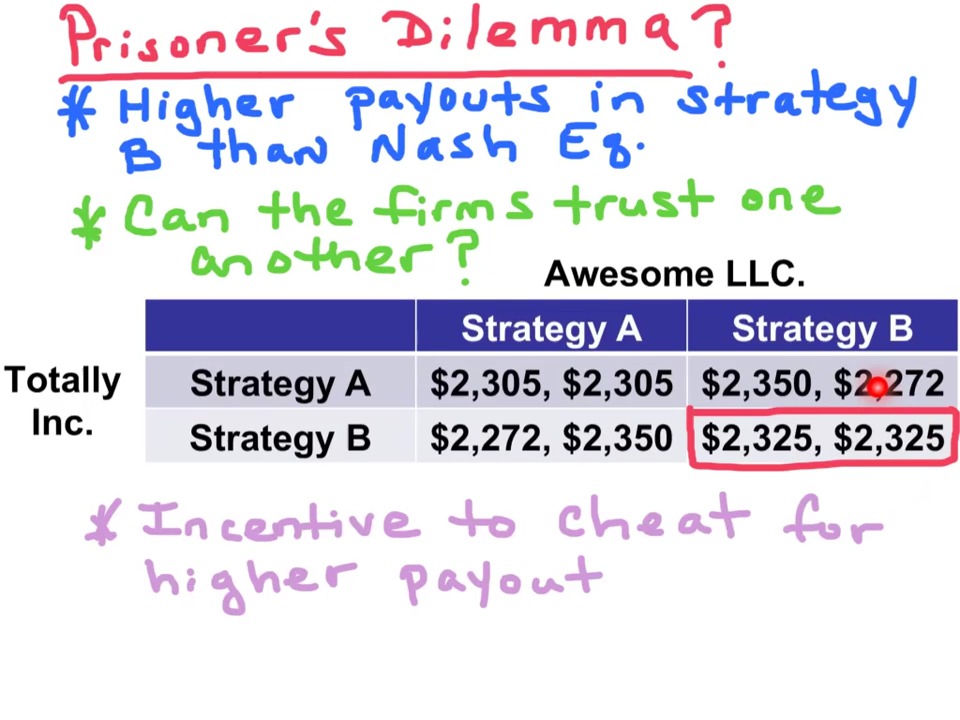 Prisoner's Dilemma?
* Higher payouts in strategy
B than Nash Eq.
* Can the firms trust one
another?
Awesome LLC.
Strategy A Strategy B
Totally Inc.
Strategy A $2,305, $2,305 $2,350, $2,272
Strategy B $2,272, $2,350 $2,325, $2,325
* Incentive to cheat for
higher payout